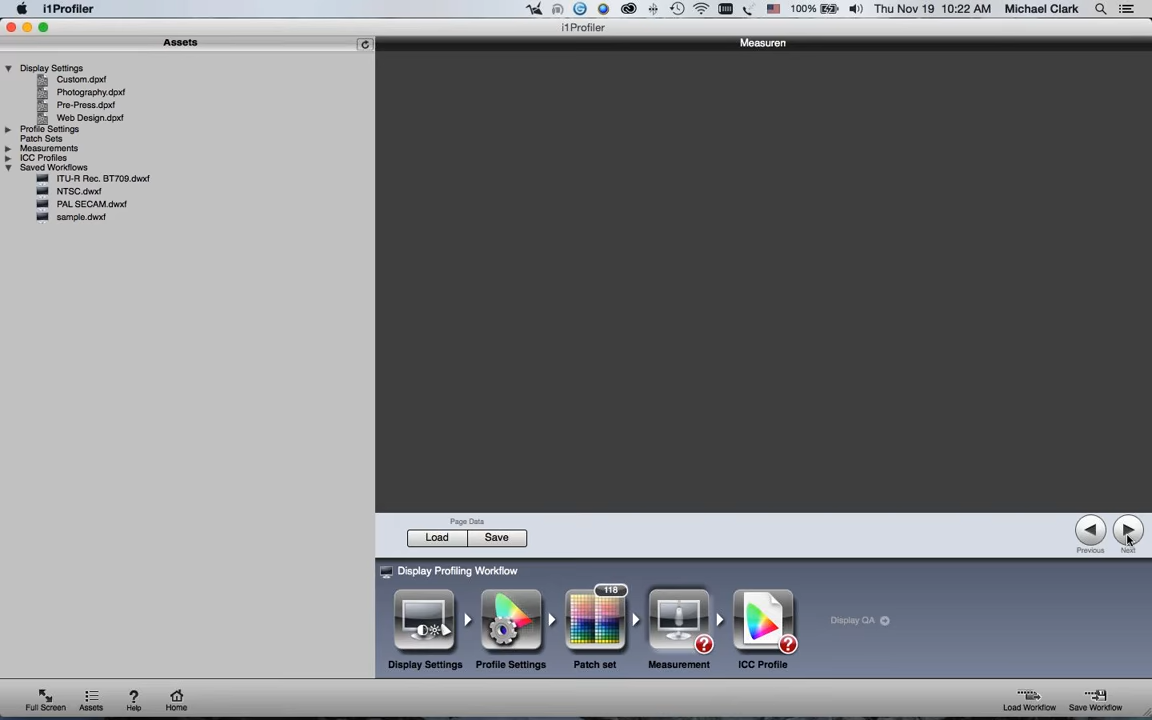 i1Profiler
100%
Thu Nov 19 10:22 AM
Michael Clark
i1Profiler
Assets
Measuren
Display Settings
Custom.dpxf
Photography.dpxf
Pre-Press.dpxf
Web Design.dpxf
Profile Settings
Patch Sets
Measurements
ICC Profiles
Saved Workflows
ITU-R Rec. BT709.dwxf
NTSC.dwxf
PAL SECAM.dwxf
sample.dwxf
Page Data
Load
Save
Previous
Next
Display Profiling Workflow
118
Display QA
Display Settings
Profile Settings
Patch set
Measurement
ICC Profile
Full Screen
Assets
Help
Home
Load Workflow
Save Workflow